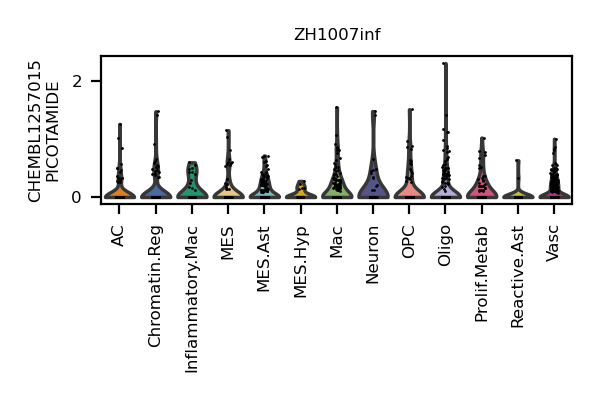 ZH1007inf
CHEMBL1257015
PICOTAMIDE
2
0
AC
Chromatin.Reg
Inflammatory.Mac
MES
MES.Ast
MES.Hyp
Mac
Neuron
OPC
Oligo
Prolif.Metab
Reactive.Ast
Vasc